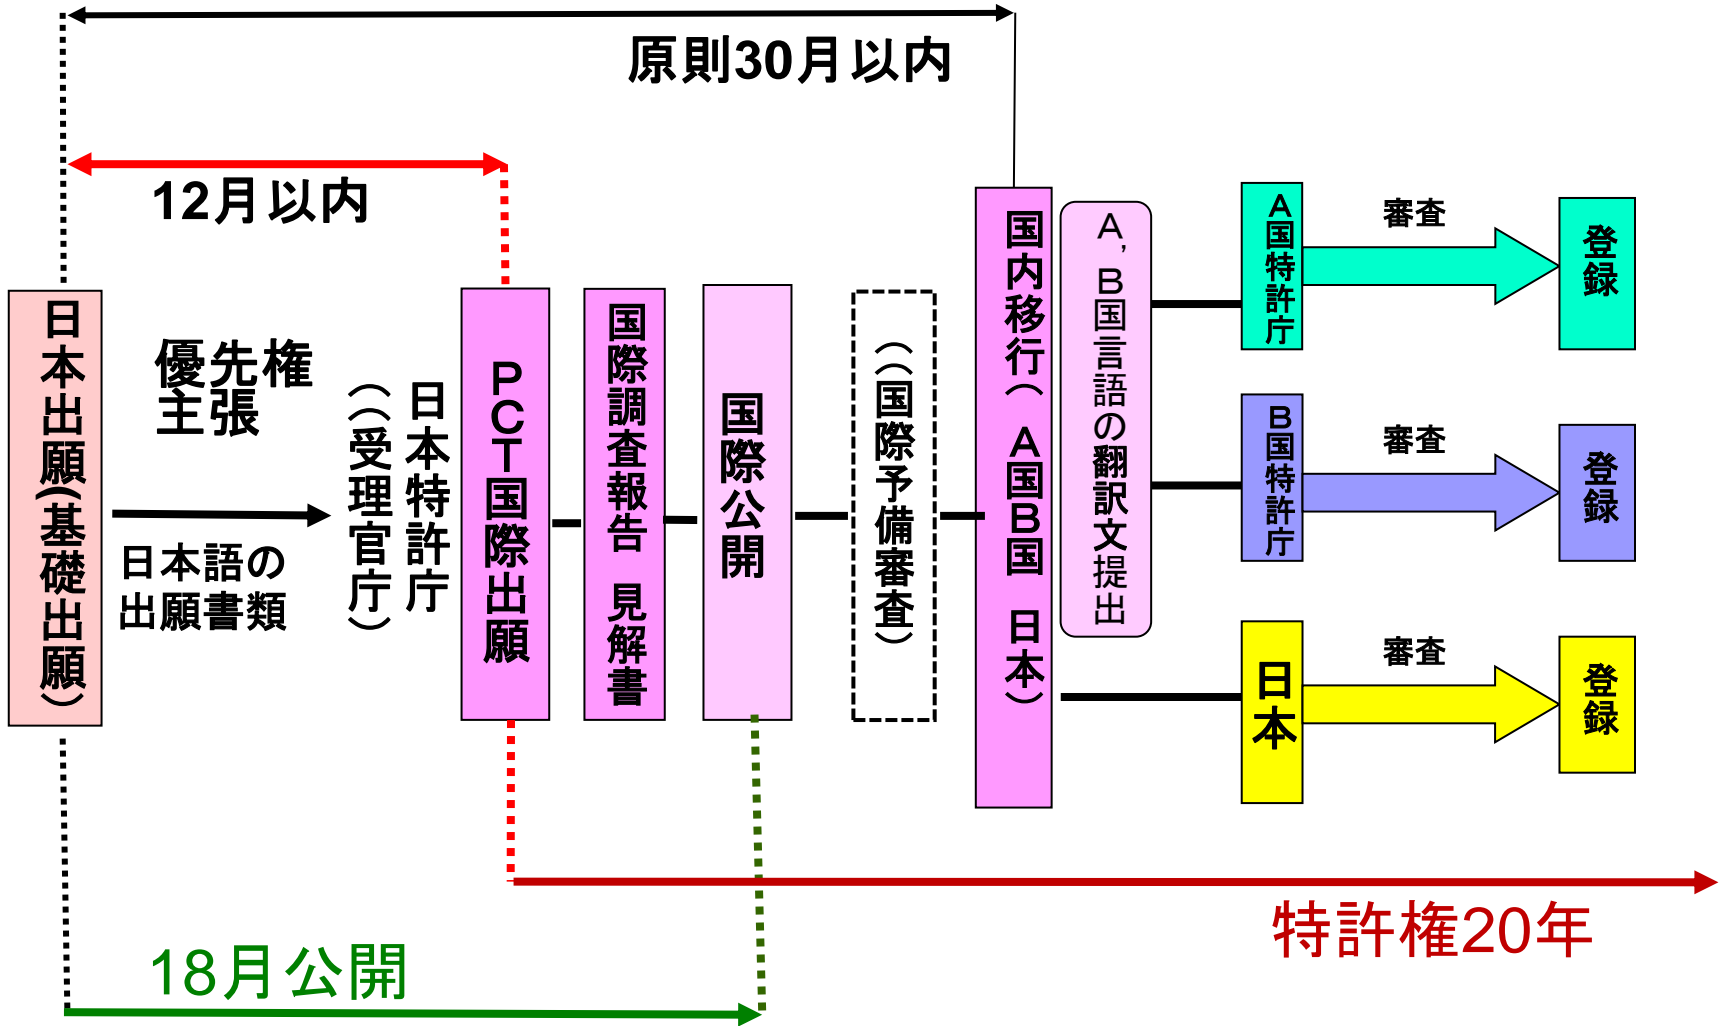 原則30月以内
12月以内
日本出願(基礎出願)
優先権
主張
日本語の
出願書類
日本特許庁
((受理官庁)
PCT国際出願
国際調査報告 見解書
国際公開
((国際予備審査)
国内移行( A国B国 日本)
A,B国言語の翻訳文提出
A国特許庁
審査
登録
B国特許庁
審査
登録
日本
審査
登録
特許権20年
18月公開